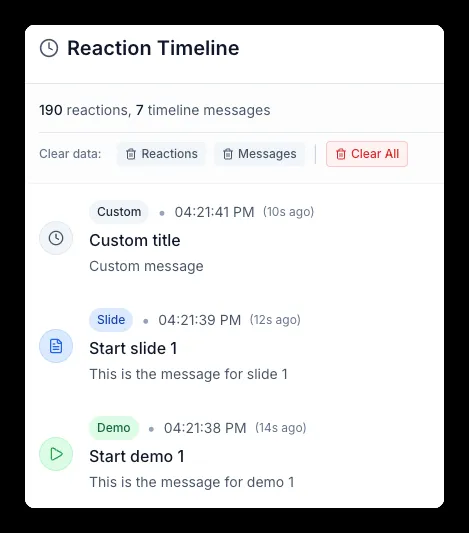 Reaction Timeline
190 reactions, 7 timeline messages
Clear data: Reactions Messages Clear All
Custom • 04:21:41 PM (10s ago)
Custom title
Custom message
Slide • 04:21:39 PM (12s ago)
Start slide 1
This is the message for slide 1
Demo • 04:21:38 PM (14s ago)
Start demo 1
This is the message for demo 1